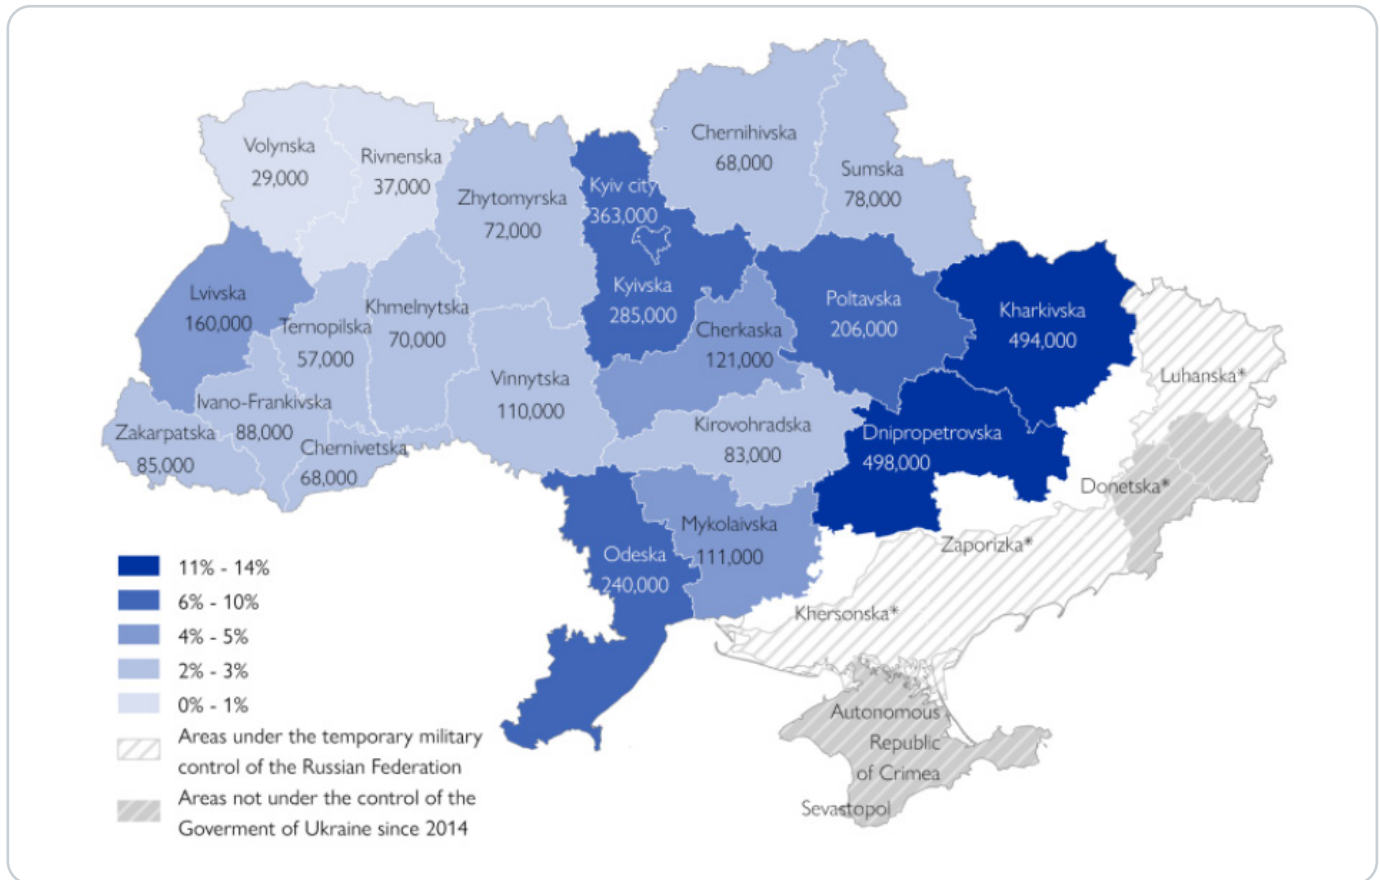 Volynska
29,000
Rivnenska
37,000
Zhytomyrska
72,000
Kyiv city
363,000
Chernihivska
68,000
Sumska
78,000
Lvivska
160,000
Ternopilska
57,000
Khmelnytska
70,000
Kyivska
285,000
Cherkaska
121,000
Poltavska
206,000
Kharkivska
494,000
Luhanska*
Vinnytska
110,000
Ivano-Frankivska
88,000
Zakarpatska
85,000
Chernivetska
68,000
Kirovohradska
83,000
Dnipropetrovska
498,000
Donetska*
Odeska
240,000
Mykolaivska
111,000
Zaporizka*
Khersonska*
Autonomous
Republic
of Crimea
Sevastopol
11% - 14%
6% - 10%
4% - 5%
2% - 3%
0% - 1%
Areas under the temporary military
control of the Russian Federation
Areas not under the control of the
Goverment of Ukraine since 2014